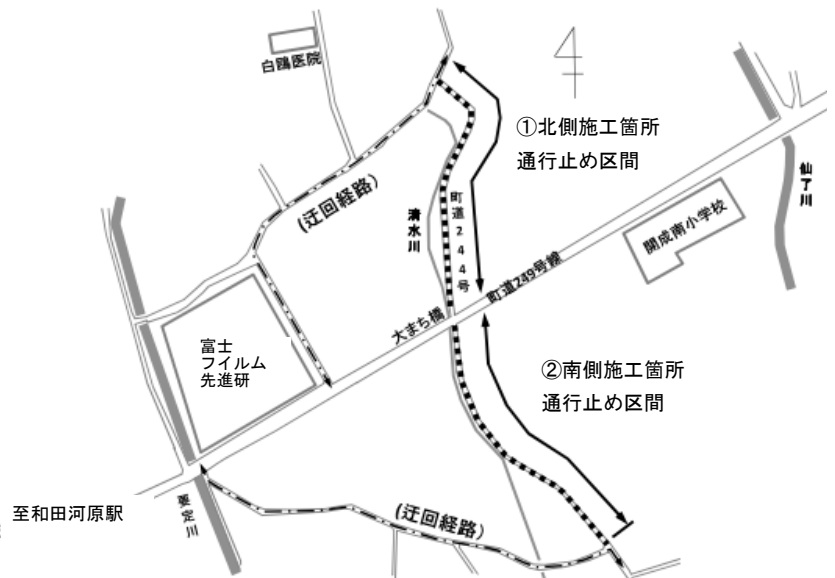 白鷗医院
①北側施工箇所
通行止め区間
(迂回経路)
清水川
町道244号
仙了川
開成南小学校
町道249号線
大まち橋
富士
フイルム
先進研
②南側施工箇所
通行止め区間
至和田河原駅
要定川
(迂回経路)